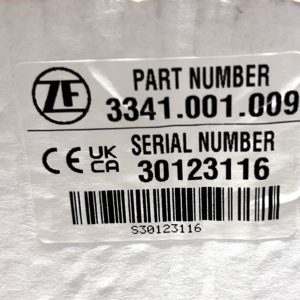 ZF
PART NUMBER
3341.001.009
CE UK CA
SERIAL NUMBER
30123116
S30123116